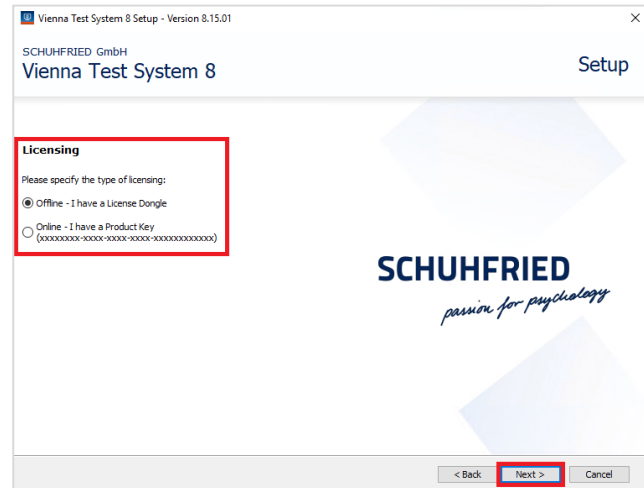 Vienna Test System 8 Setup - Version 8.15.01
SCHUHFRIED GmbH
Vienna Test System 8
Setup
Licensing
Please specify the type of licensing:
Offline - I have a License Dongle
Online - I have a Product Key
(xxxxxxxx-xxxx-xxxx-xxxx-xxxxxxxxxxxx)
SCHUHFRIED
passion for psychology
< Back
Next >
Cancel